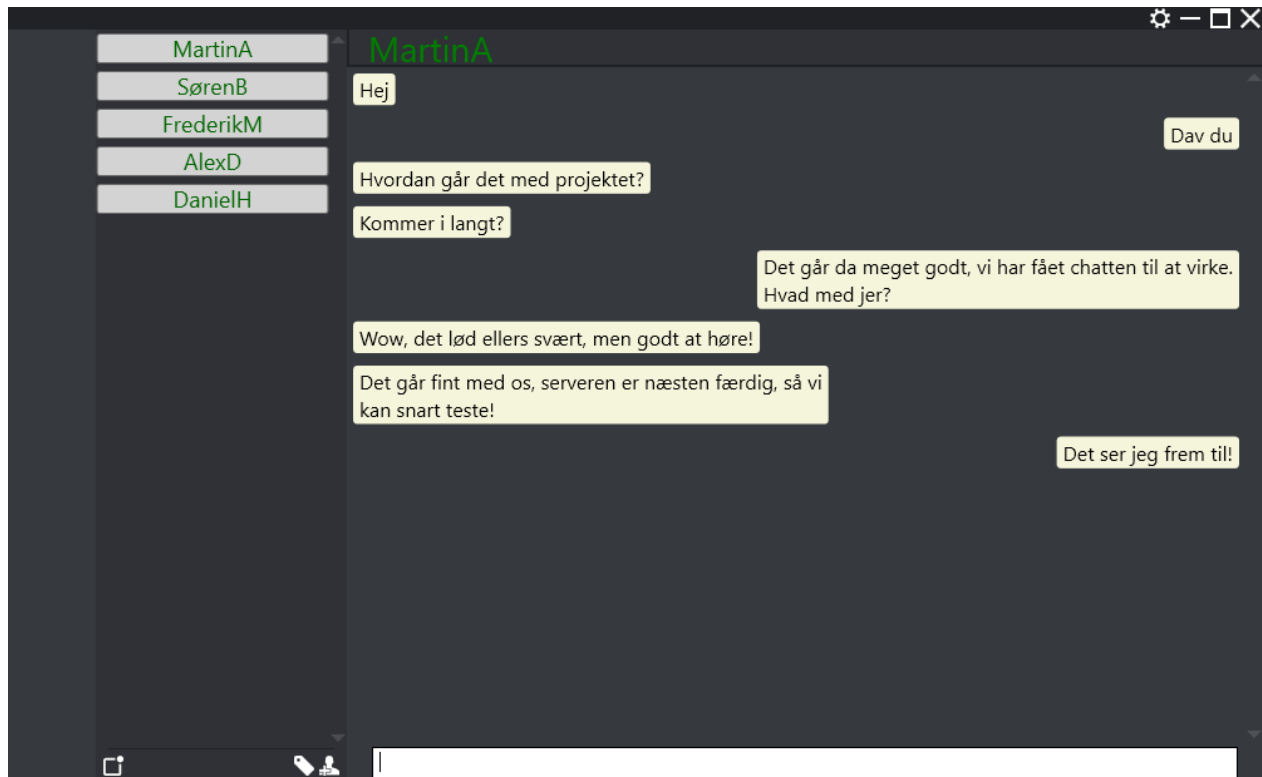 MartinA
SørenB
FrederikM
AlexD
DanielH
MartinA
Hej
Dav du
Hvordan går det med projektet?
Kommer i langt?
Det går da meget godt, vi har fået chatten til at virke.
Hvad med jer?
Wow, det lød ellers svært, men godt at høre!
Det går fint med os, serveren er næsten færdig, så vi
kan snart teste!
Det ser jeg frem til!